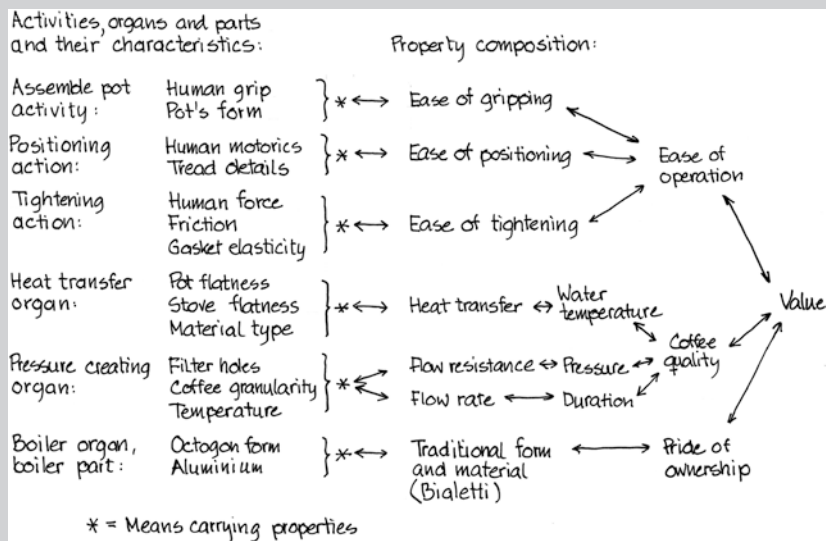 Activities, organs and parts
and their characteristics:
Property composition:
Assemble pot
activity:
Human grip
Pot's form
} * ↔ Ease of gripping
Positioning
action:
Human motorics
Tread details
} * ↔ Ease of positioning
Ease of
operation
Tightening
action:
Human force
Friction
Gasket elasticity
} * ↔ Ease of tightening
Heat transfer
organ:
Pot flatness
Stove flatness
Material type
} * ↔ Heat transfer ↔ Water
temperature
Value
Coffee
quality
Pressure creating
organ:
Filter holes
Coffee granularity
Temperature
} * Flow resistance ↔ Pressure
Flow rate ↔ Duration
Boiler organ,
boiler part:
Octogon form
Aluminium
} * ↔ Traditional form
and material
(Bialetti)
Pride of
ownership
* = Means carrying properties